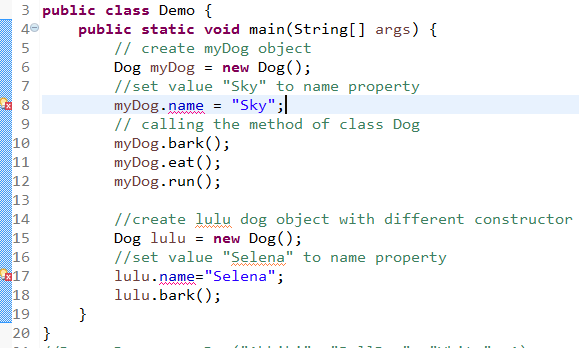 3 public class Demo {
4 public static void main(String[] args) {
5 // create myDog object
6 Dog myDog = new Dog();
7 //set value "Sky" to name property
8 myDog.name = "Sky";
9 // calling the method of class Dog
10 myDog.bark();
11 myDog.eat();
12 myDog.run();
13
14 //create lulu dog object with different constructor
15 Dog lulu = new Dog();
16 //set value "Selena" to name property
17 lulu.name="Selena";
18 lulu.bark();
19 }
20 }